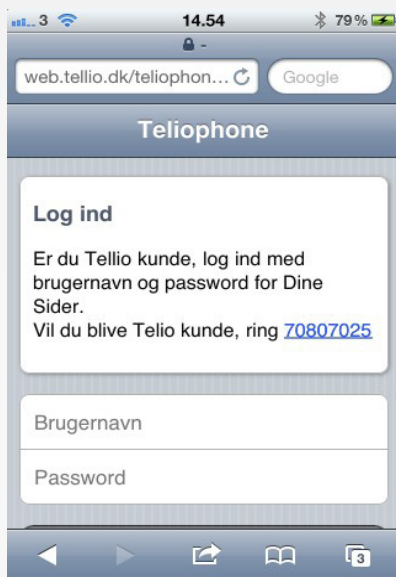 3 14.54 79%
-
web.tellio.dk/teliophon... Google
Teliophone
Log ind
Er du Tellio kunde, log ind med
brugernavn og password for Dine
Sider.
Vil du blive Telio kunde, ring 70807025
Brugernavn
Password
3